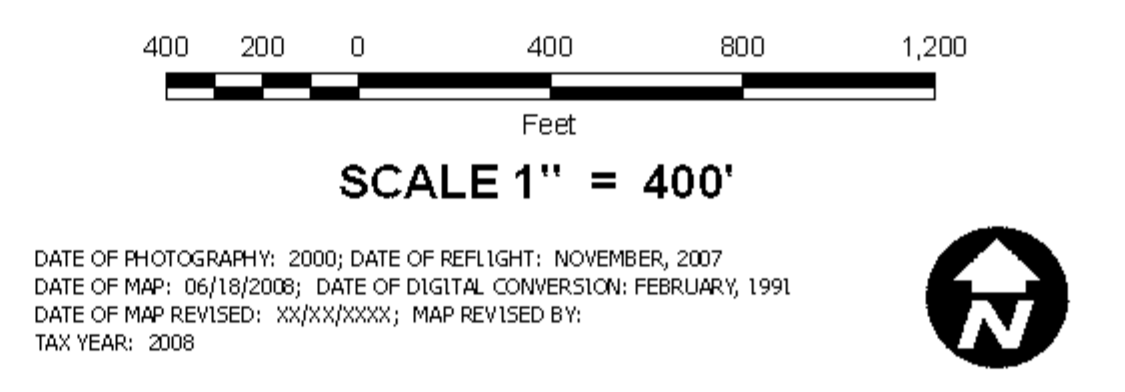 400 200 0 400 800 1,200
Feet
SCALE 1" = 400'
DATE OF PHOTOGRAPHY: 2000; DATE OF REFLIGHT: NOVEMBER, 2007
DATE OF MAP: 06/18/2008; DATE OF DIGITAL CONVERSION: FEBRUARY, 1991
DATE OF MAP REVISED: XX/XX/XXXX; MAP REVISED BY:
TAX YEAR: 2008
N